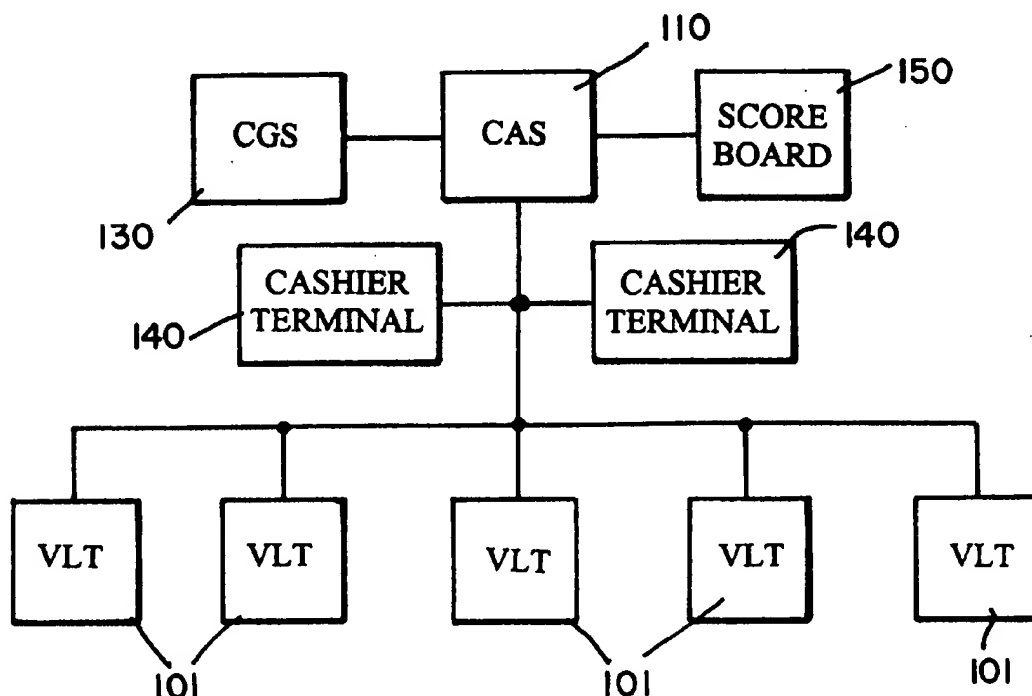 110
150
CGS
CAS
SCORE
BOARD
130
140
CASHIER
TERMINAL
140
CASHIER
TERMINAL
VLT
VLT
VLT
VLT
VLT
101
101
101
101